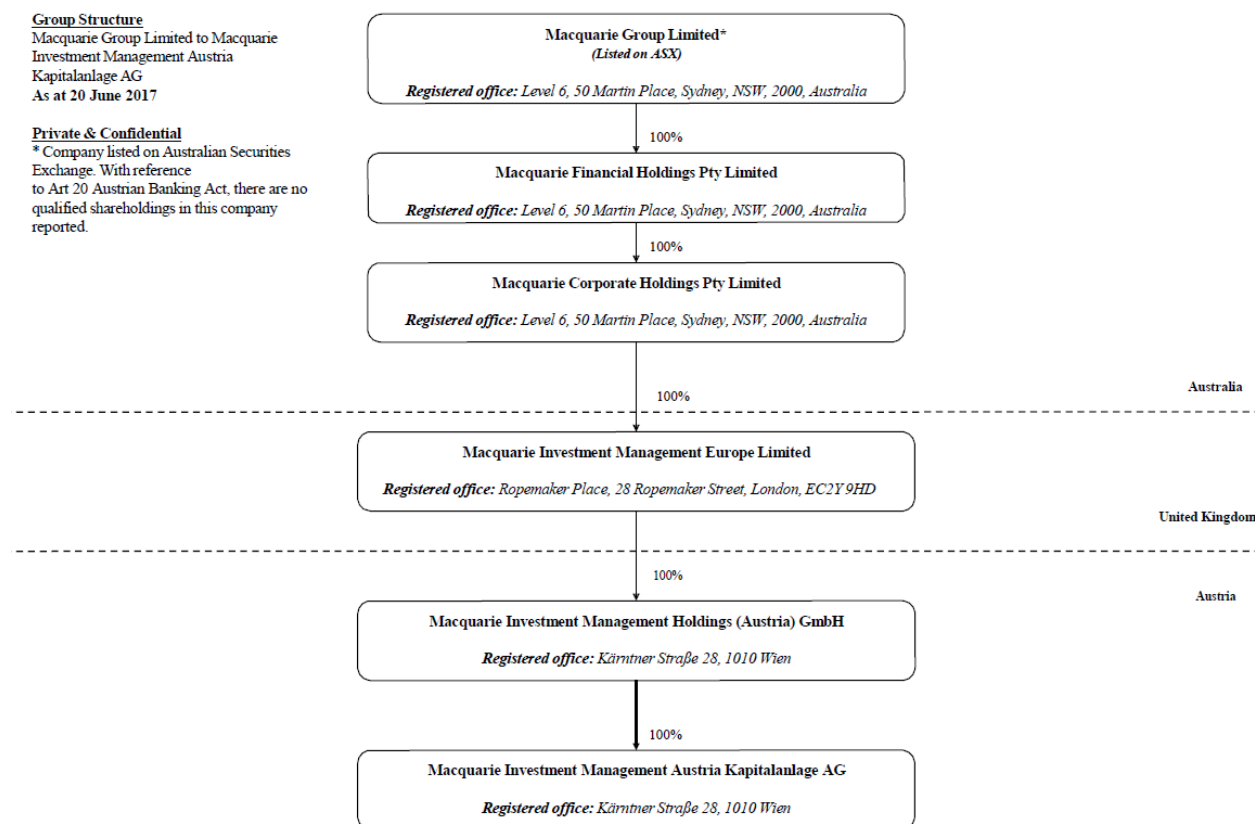 Group Structure
Macquarie Group Limited to Macquarie
Investment Management Austria
Kapitalanlage AG
As at 20 June 2017
Private & Confidential
* Company listed on Australian Securities
Exchange. With reference
to Art 20 Austrian Banking Act, there are no
qualified shareholdings in this company
reported.
Macquarie Group Limited*
(Listed on ASX)
Registered office: Level 6, 50 Martin Place, Sydney, NSW, 2000, Australia
100%
Macquarie Financial Holdings Pty Limited
Registered office: Level 6, 50 Martin Place, Sydney, NSW, 2000, Australia
100%
Macquarie Corporate Holdings Pty Limited
Registered office: Level 6, 50 Martin Place, Sydney, NSW, 2000, Australia
Australia
100%
Macquarie Investment Management Europe Limited
Registered office: Ropemaker Place, 28 Ropemaker Street, London, EC2Y 9HD
United Kingdom
100%
Austria
Macquarie Investment Management Holdings (Austria) GmbH
Registered office: Kärntner Straße 28, 1010 Wien
100%
Macquarie Investment Management Austria Kapitalanlage AG
Registered office: Kärntner Straße 28, 1010 Wien